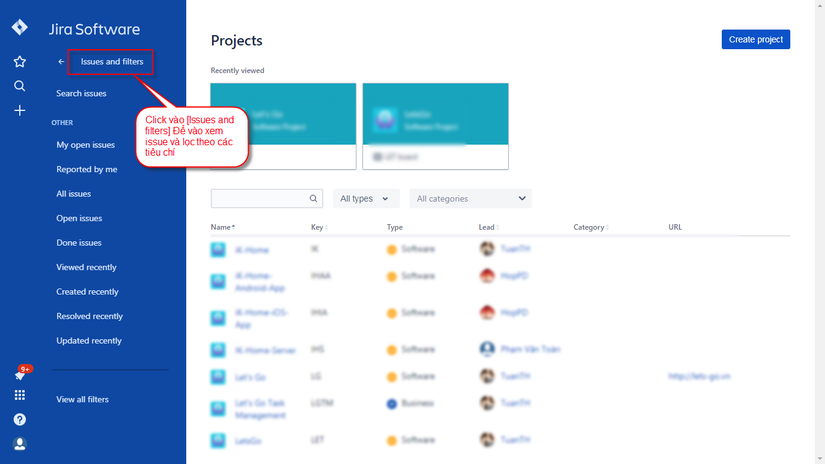 Jira Software
Issues and filters
Search issues
OTHER
My open issues
Reported by me
All issues
Open issues
Done issues
Viewed recently
Created recently
Resolved recently
Updated recently
View all filters
9+
Click vào [Issues and
filters] Để vào xem
issue và lọc theo các
tiêu chí
Projects
Create project
Recently viewed
Let's Go
Software Project
LetsGo
Software Project
LET board
All types
All categories
Name Key Type Lead Category URL
iK-Home IK Software TuanTH
iK-Home- IHAA Software HopPD
Android-App
iK-Home-iOS- IHIA Software HopPD
App
iK-Home-Server IHS Software Pham Văn Toàn
Let's Go LG Software TuanTH http://lets-go.vn
Let's Go Task LGTM Business TuanTH
Management
LetsGo LET Software TuanTH